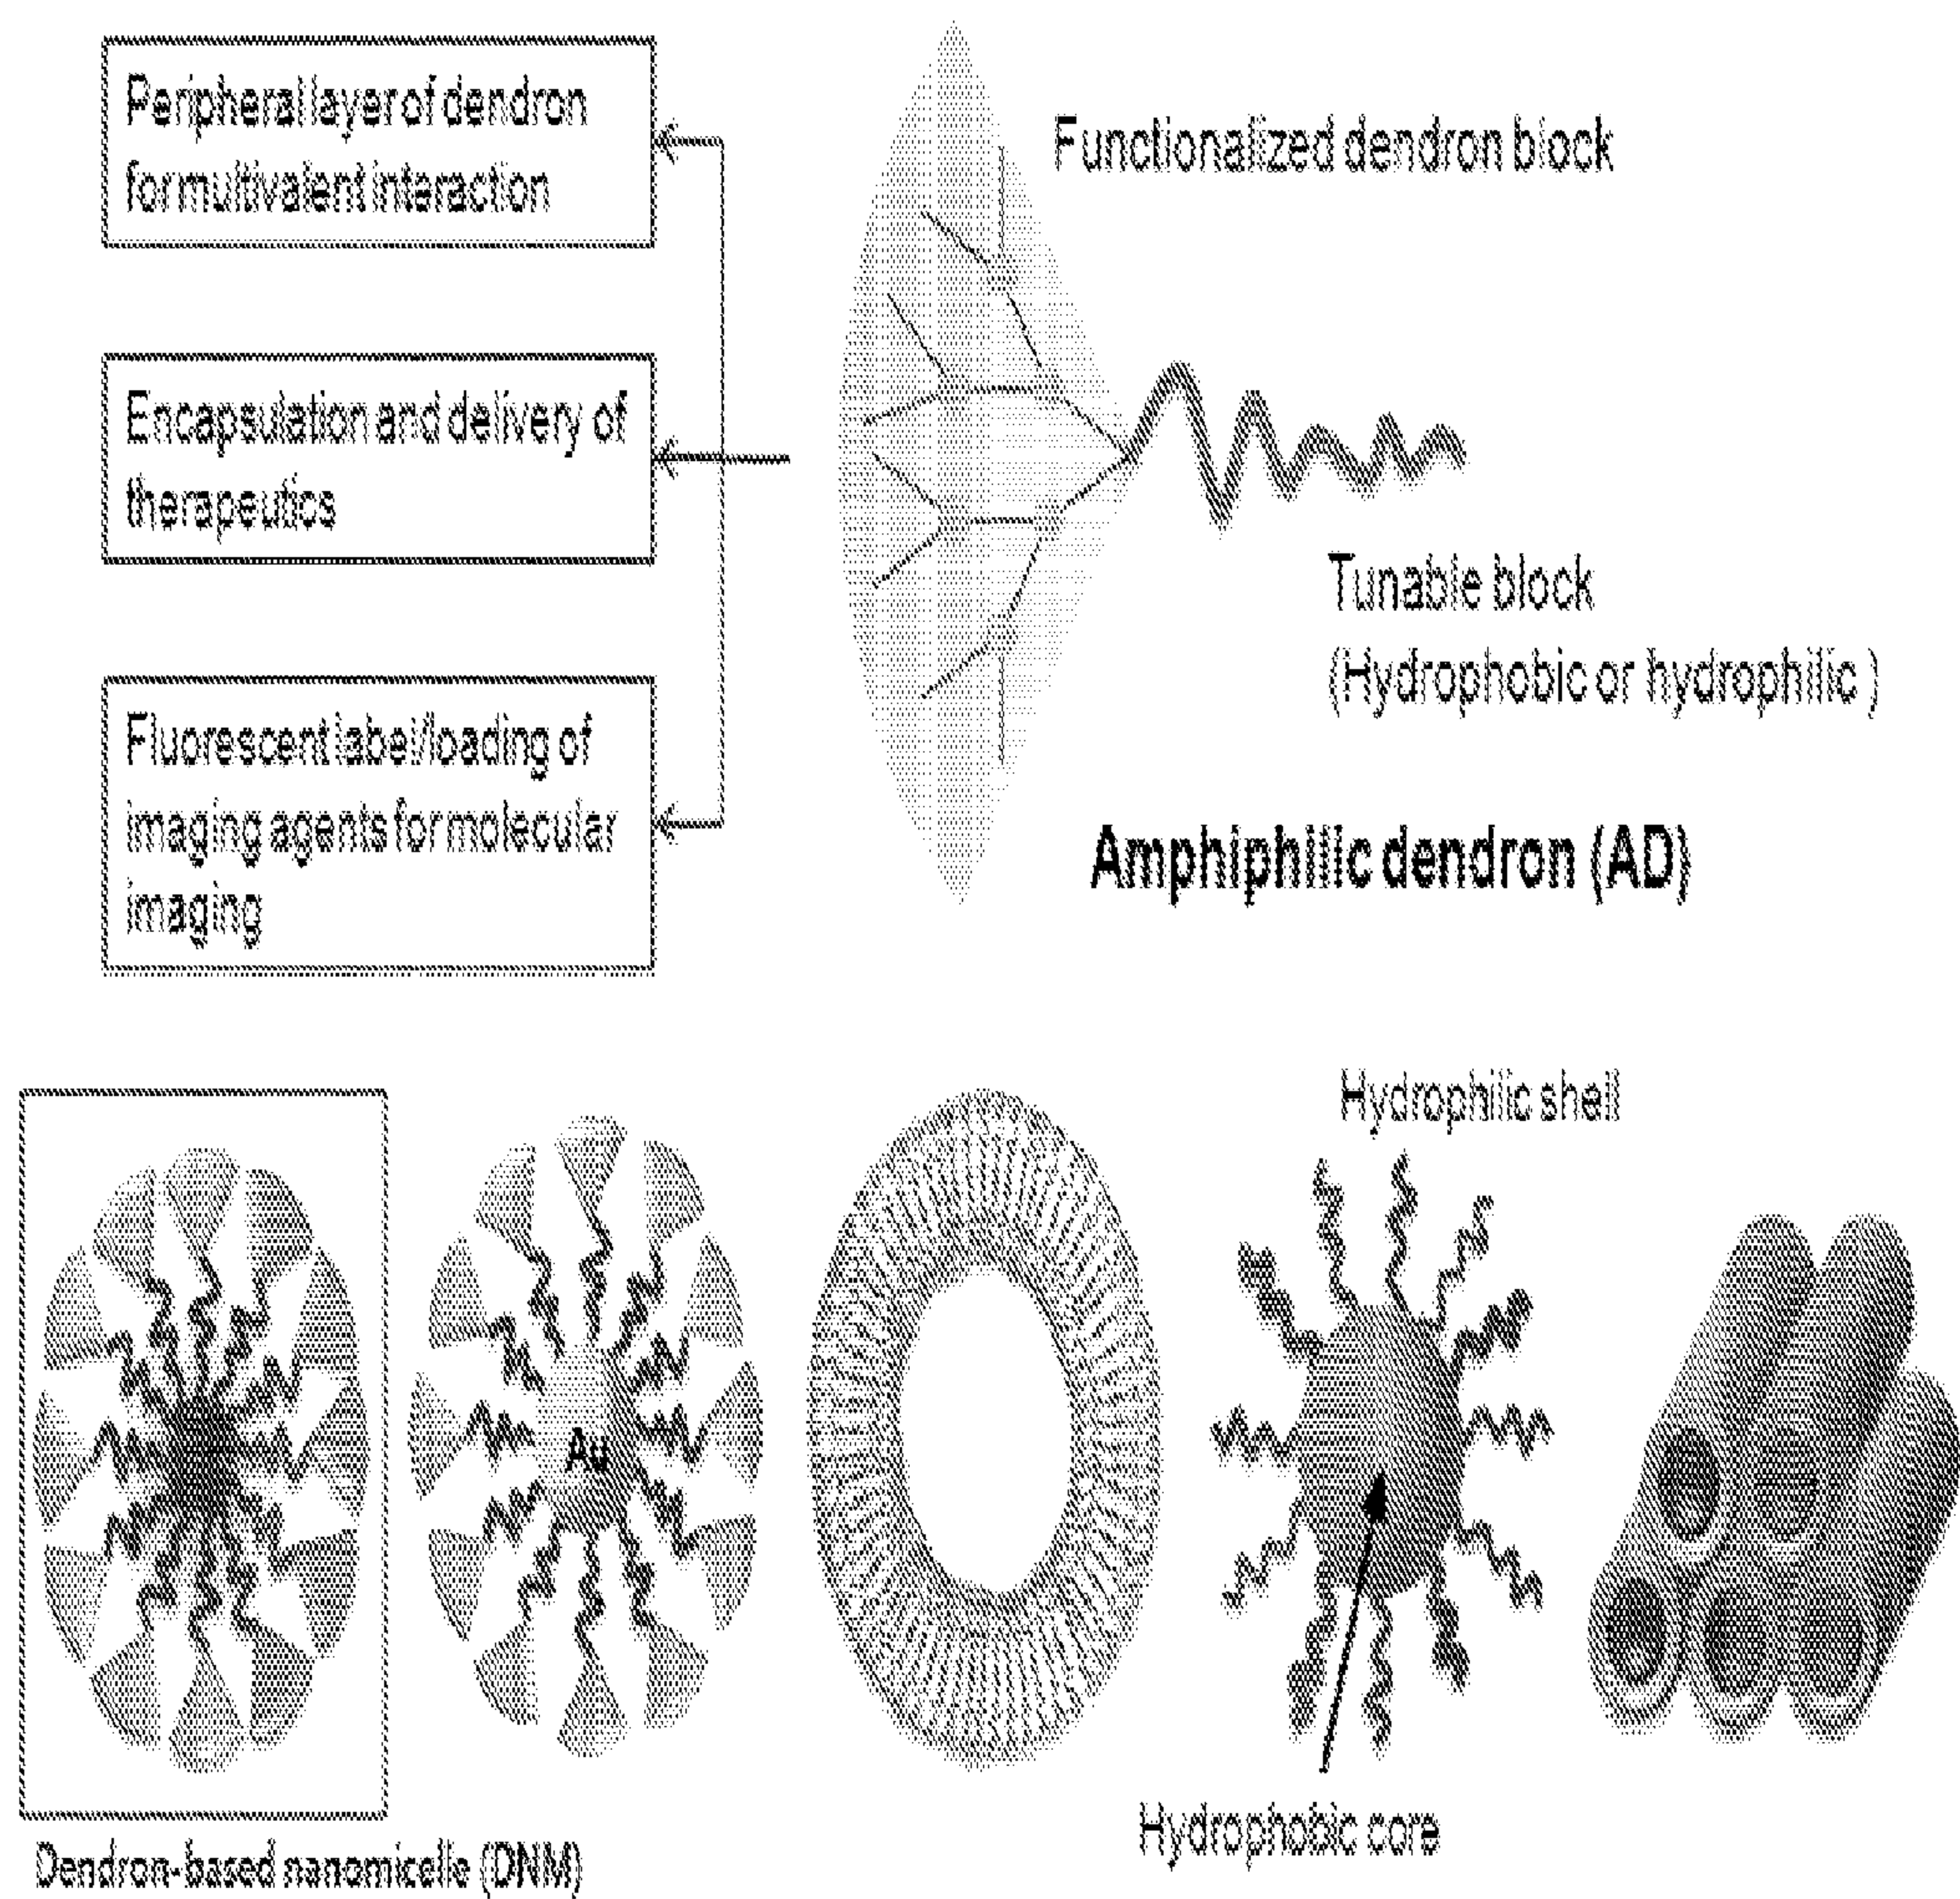 Peripheral layer of dendron
for multivalent interaction
Functionalized dendron block
Encapsulation and delivery of
therapeutics
Tunable block
(Hydrophobic or hydrophilic )
Fluorescent label/loading of
imaging agents for molecular
imaging
Amphiphilic dendron (AD)
Hydrophilic shell
Au
Hydrophobic core
Dendron-based nanomicelle (DNM)